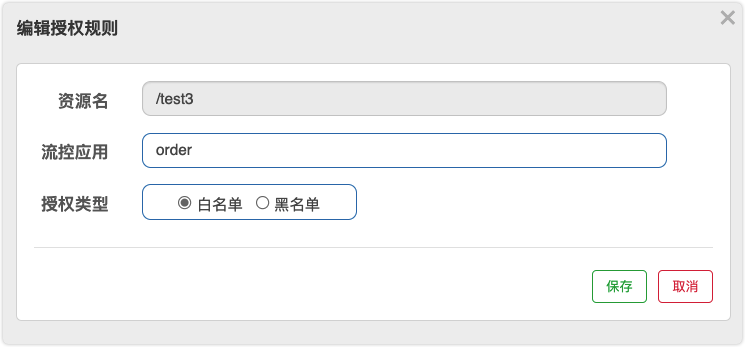 编辑授权规则
资源名 /test3
流控应用 order
授权类型 白名单 黑名单
保存 取消